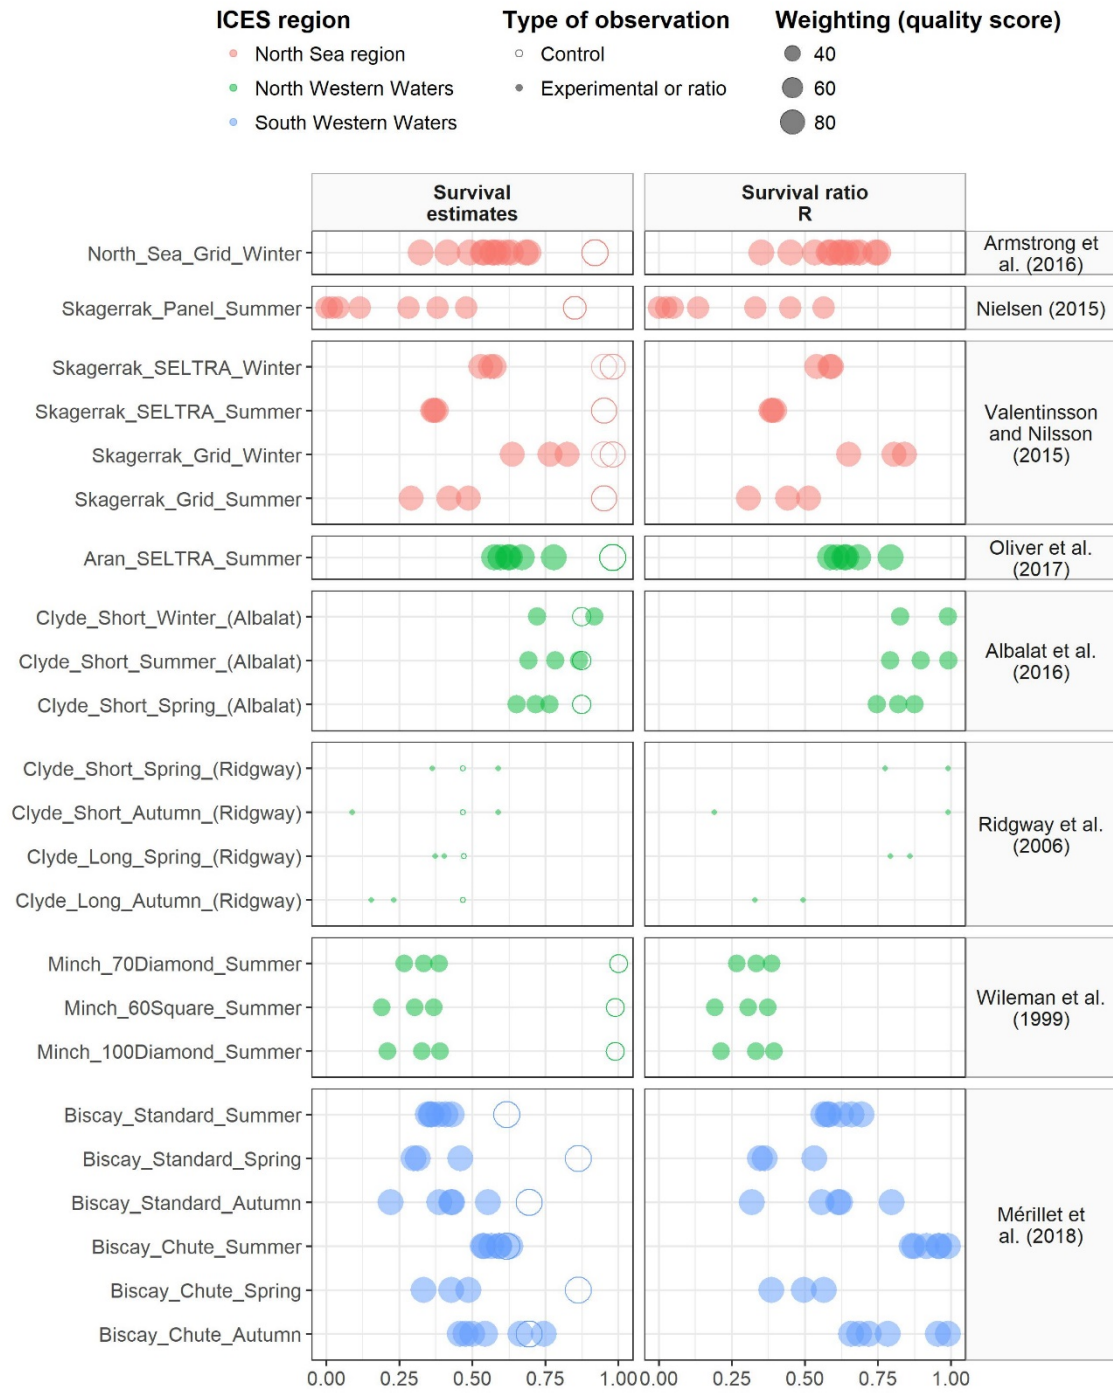 ICES region
Type of observation
Weighting (quality score)
North Sea region
Control
40
North Western Waters
Experimental or ratio
60
South Western Waters
80
Survival
estimates
Survival ratio
R
North_Sea_Grid_Winter
Armstrong et
al. (2016)
Skagerrak_Panel_Summer
Nielsen (2015)
Skagerrak_SELTRA_Winter
Skagerrak_SELTRA_Summer
Skagerrak_Grid_Winter
Skagerrak_Grid_Summer
Valentinsson
and Nilsson
(2015)
Aran_SELTRA_Summer
Oliver et al.
(2017)
Clyde_Short_Winter_(Albalat)
Clyde_Short_Summer_(Albalat)
Clyde_Short_Spring_(Albalat)
Albalat et al.
(2016)
Clyde_Short_Spring_(Ridgway)
Clyde_Short_Autumn_(Ridgway)
Clyde_Long_Spring_(Ridgway)
Clyde_Long_Autumn_(Ridgway)
Ridgway et al.
(2006)
Minch_70Diamond_Summer
Minch_60Square_Summer
Minch_100Diamond_Summer
Wileman et al.
(1999)
Biscay_Standard_Summer
Biscay_Standard_Spring
Biscay_Standard_Autumn
Biscay_Chute_Summer
Biscay_Chute_Spring
Biscay_Chute_Autumn
Mérillet et
al. (2018)
0.00 0.25 0.50 0.75 1.00 0.00 0.25 0.50 0.75 1.00